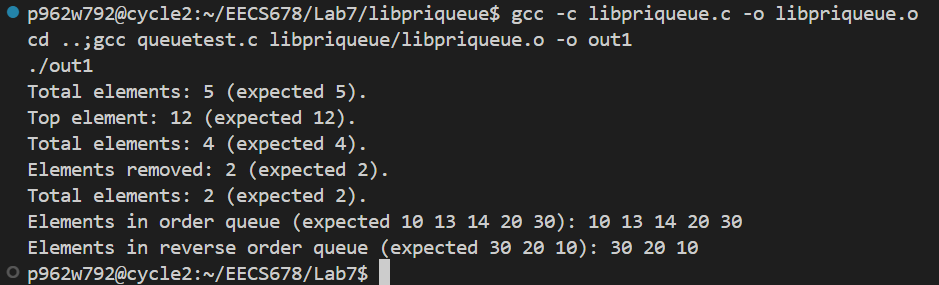 p962w792@cycle2:~/EECS678/Lab7/libpriqueue$ gcc -c libpriqueue.c -o libpriqueue.o
cd ..;gcc queuetest.c libpriqueue/libpriqueue.o -o out1
./out1
Total elements: 5 (expected 5).
Top element: 12 (expected 12).
Total elements: 4 (expected 4).
Elements removed: 2 (expected 2).
Total elements: 2 (expected 2).
Elements in order queue (expected 10 13 14 20 30): 10 13 14 20 30
Elements in reverse order queue (expected 30 20 10): 30 20 10
p962w792@cycle2:~/EECS678/Lab7$